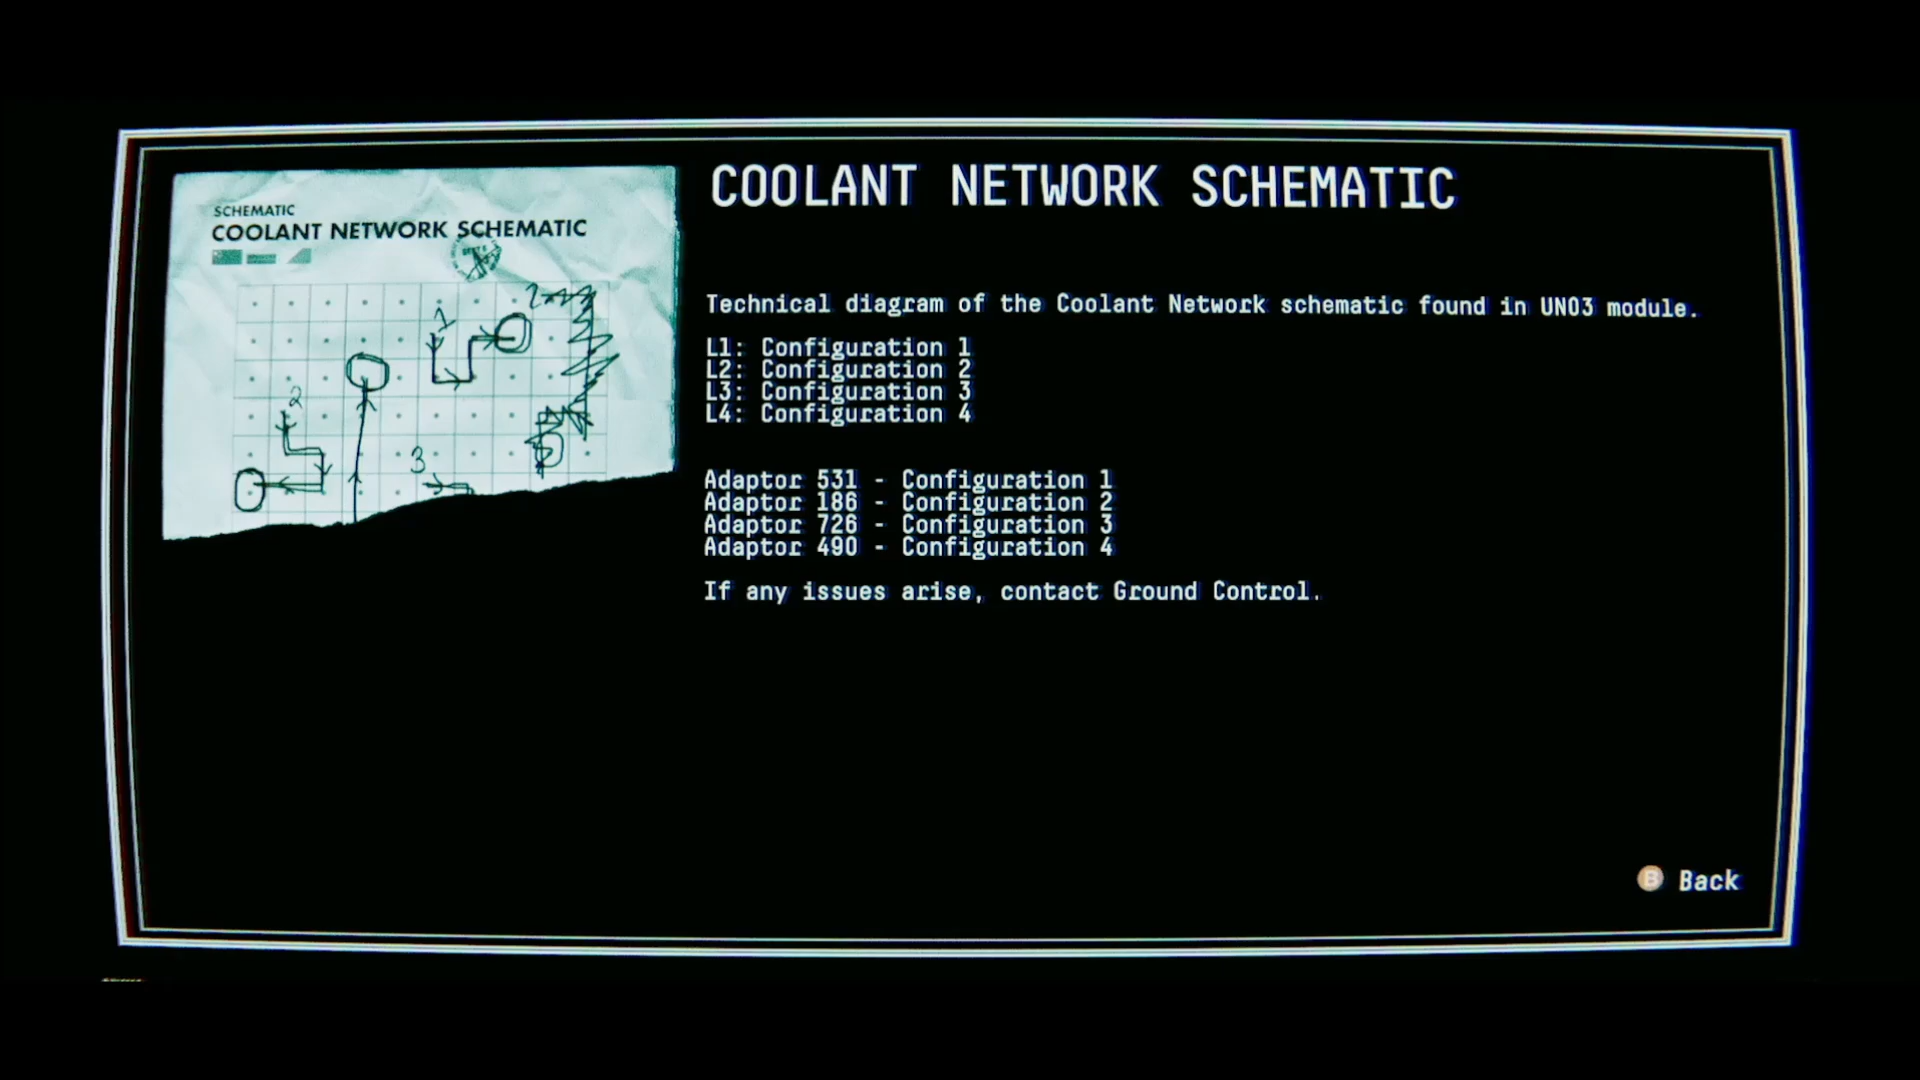 SCHEMATIC
COOLANT NETWORK SCHEMATIC
1
2
2
3
COOLANT NETWORK SCHEMATIC
Technical diagram of the Coolant Network schematic found in UNO3 module.
L1: Configuration 1
L2: Configuration 2
L3: Configuration 3
L4: Configuration 4
Adaptor 531 - Configuration 1
Adaptor 186 - Configuration 2
Adaptor 726 - Configuration 3
Adaptor 490 - Configuration 4
If any issues arise, contact Ground Control.
B Back